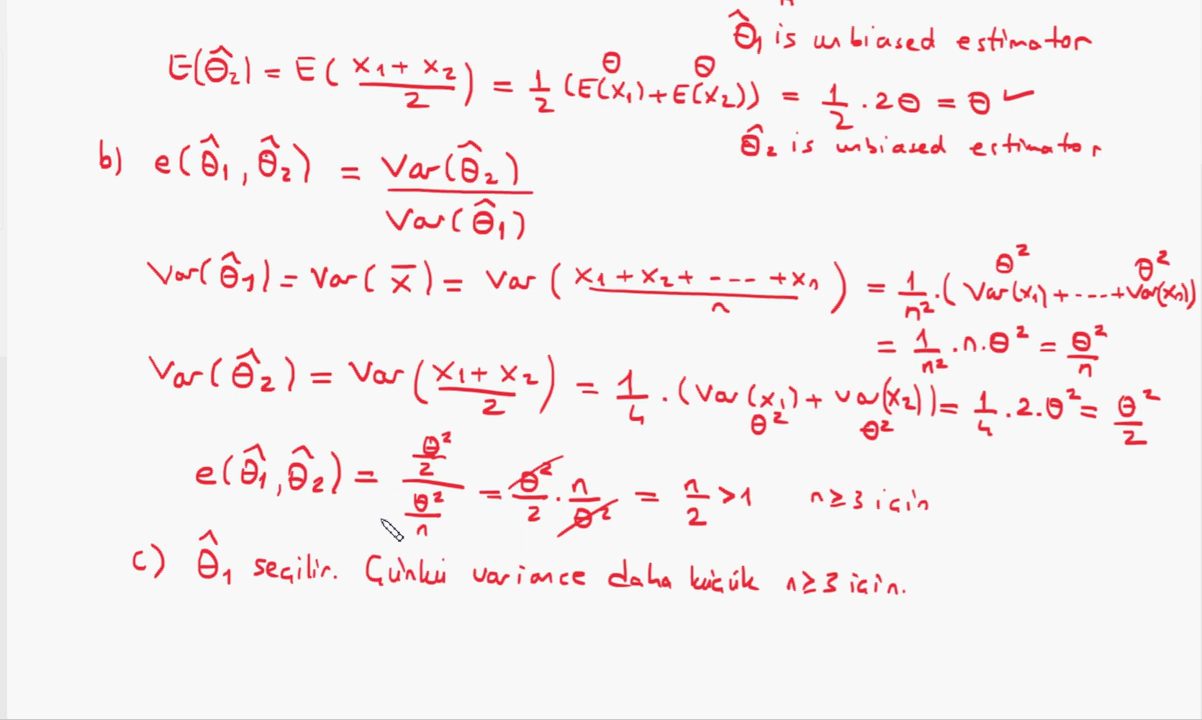 θ̂₁ is unbiased estimator
E(θ̂₂) = E( (x₁ + x₂)/2 ) = 1/2 (E(x₁) + E(x₂)) = 1/2 . 2θ = θ ✓
θ θ
θ̂₂ is unbiased estimator
b) e(θ̂₁, θ̂₂) = Var(θ̂₂) / Var(θ̂₁)
Var(θ̂₁) = Var(x̄) = Var( (x₁ + x₂ + ---- + xₙ)/n ) = 1/n² . (Var(x₁) + ---- + Var(xₙ))
θ² θ²
= 1/n² . n . θ² = θ²/n
Var(θ̂₂) = Var( (x₁ + x₂)/2 ) = 1/4 . (Var(x₁) + Var(x₂)) = 1/4 . 2 . θ² = θ²/2
θ² θ²
e(θ̂₁, θ̂₂) = (θ²/2) / (θ²/n) = θ²/2 . n/θ² = n/2 > 1 n ≥ 3 için
c) θ̂₁ seçilir. Çünkü variance daha küçük n ≥ 3 için.